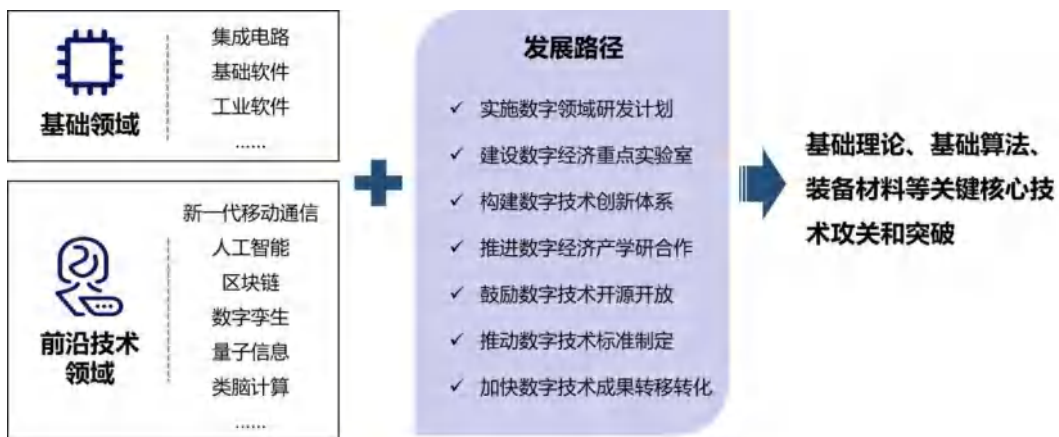 基础领域
集成电路
基础软件
工业软件
......
前沿技术
领域
新一代移动通信
人工智能
区块链
数字孪生
量子信息
类脑计算
......
发展路径
✓ 实施数字领域研发计划
✓ 建设数字经济重点实验室
✓ 构建数字技术创新体系
✓ 推进数字经济产学研合作
✓ 鼓励数字技术开源开放
✓ 推动数字技术标准制定
✓ 加快数字技术成果转移转化
基础理论、基础算法、
装备材料等关键核心技
术攻关和突破